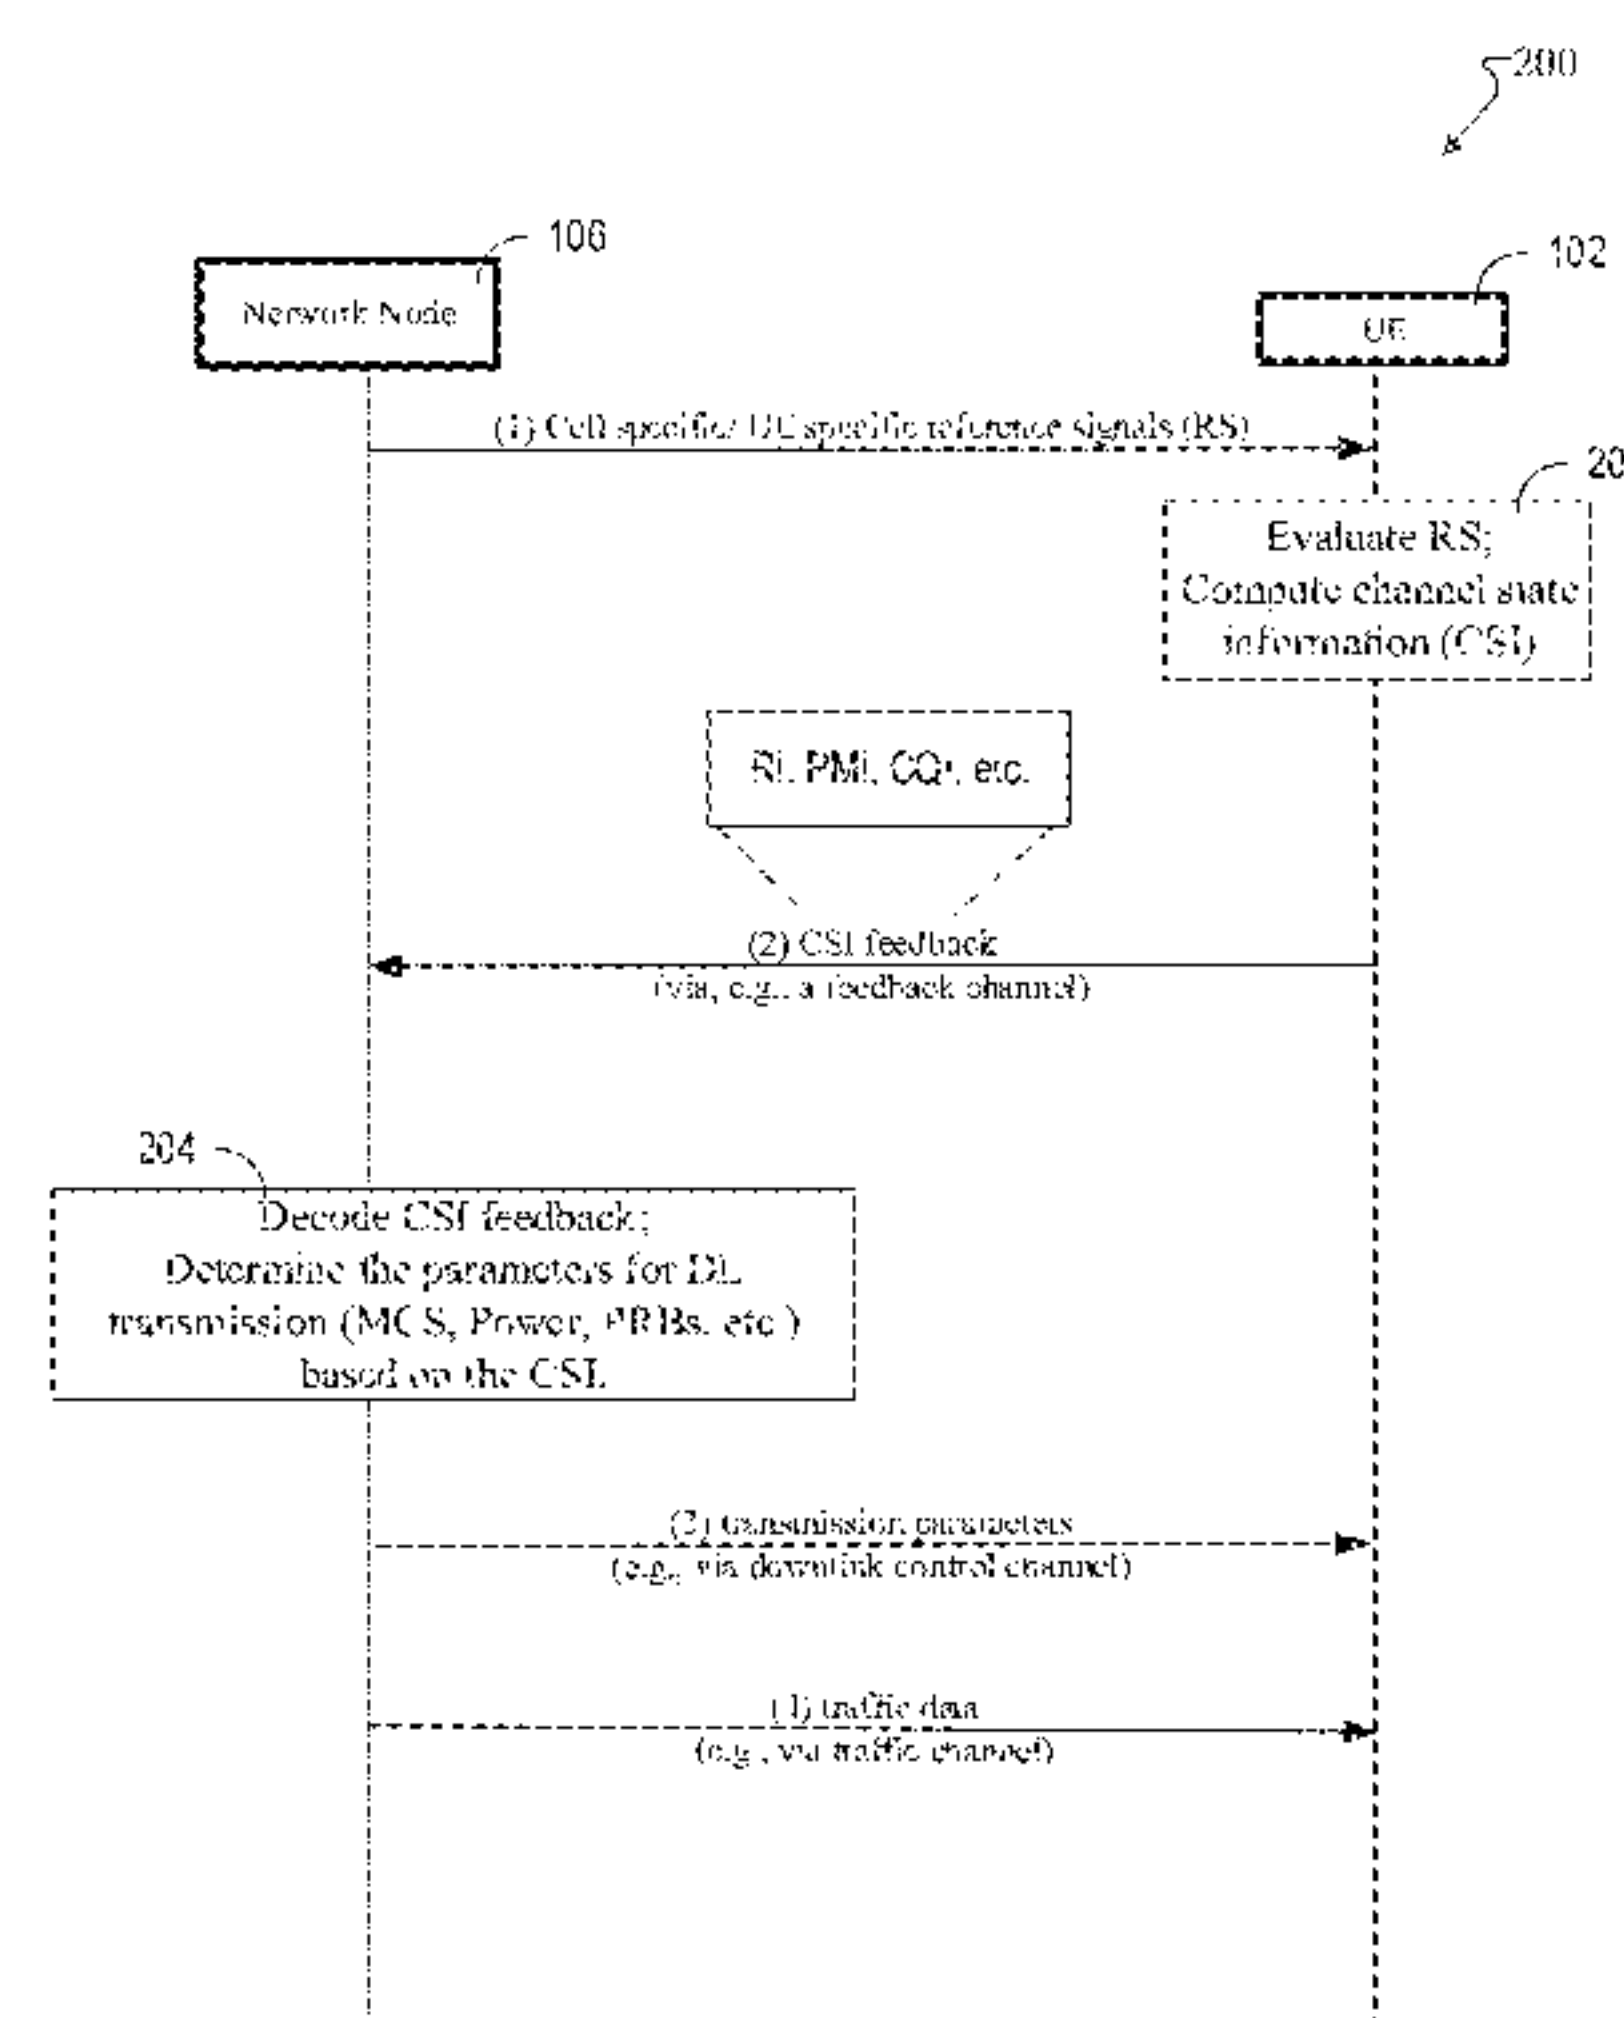 200
106
Network Node
102
UE
(1) Cell specific/ UE specific reference signals (RS)
20
Evaluate RS;
Compute channel state
information (CSI)
RI, PMI, CQI, etc.
(2) CSI feedback
(via, e.g., a feedback channel)
204
Decode CSI feedback;
Determine the parameters for DL
transmission (MCS, Power, PRBs, etc.)
based on the CSI.
(3) transmission parameters
(e.g., via downlink control channel)
(4) traffic data
(e.g., via traffic channel)